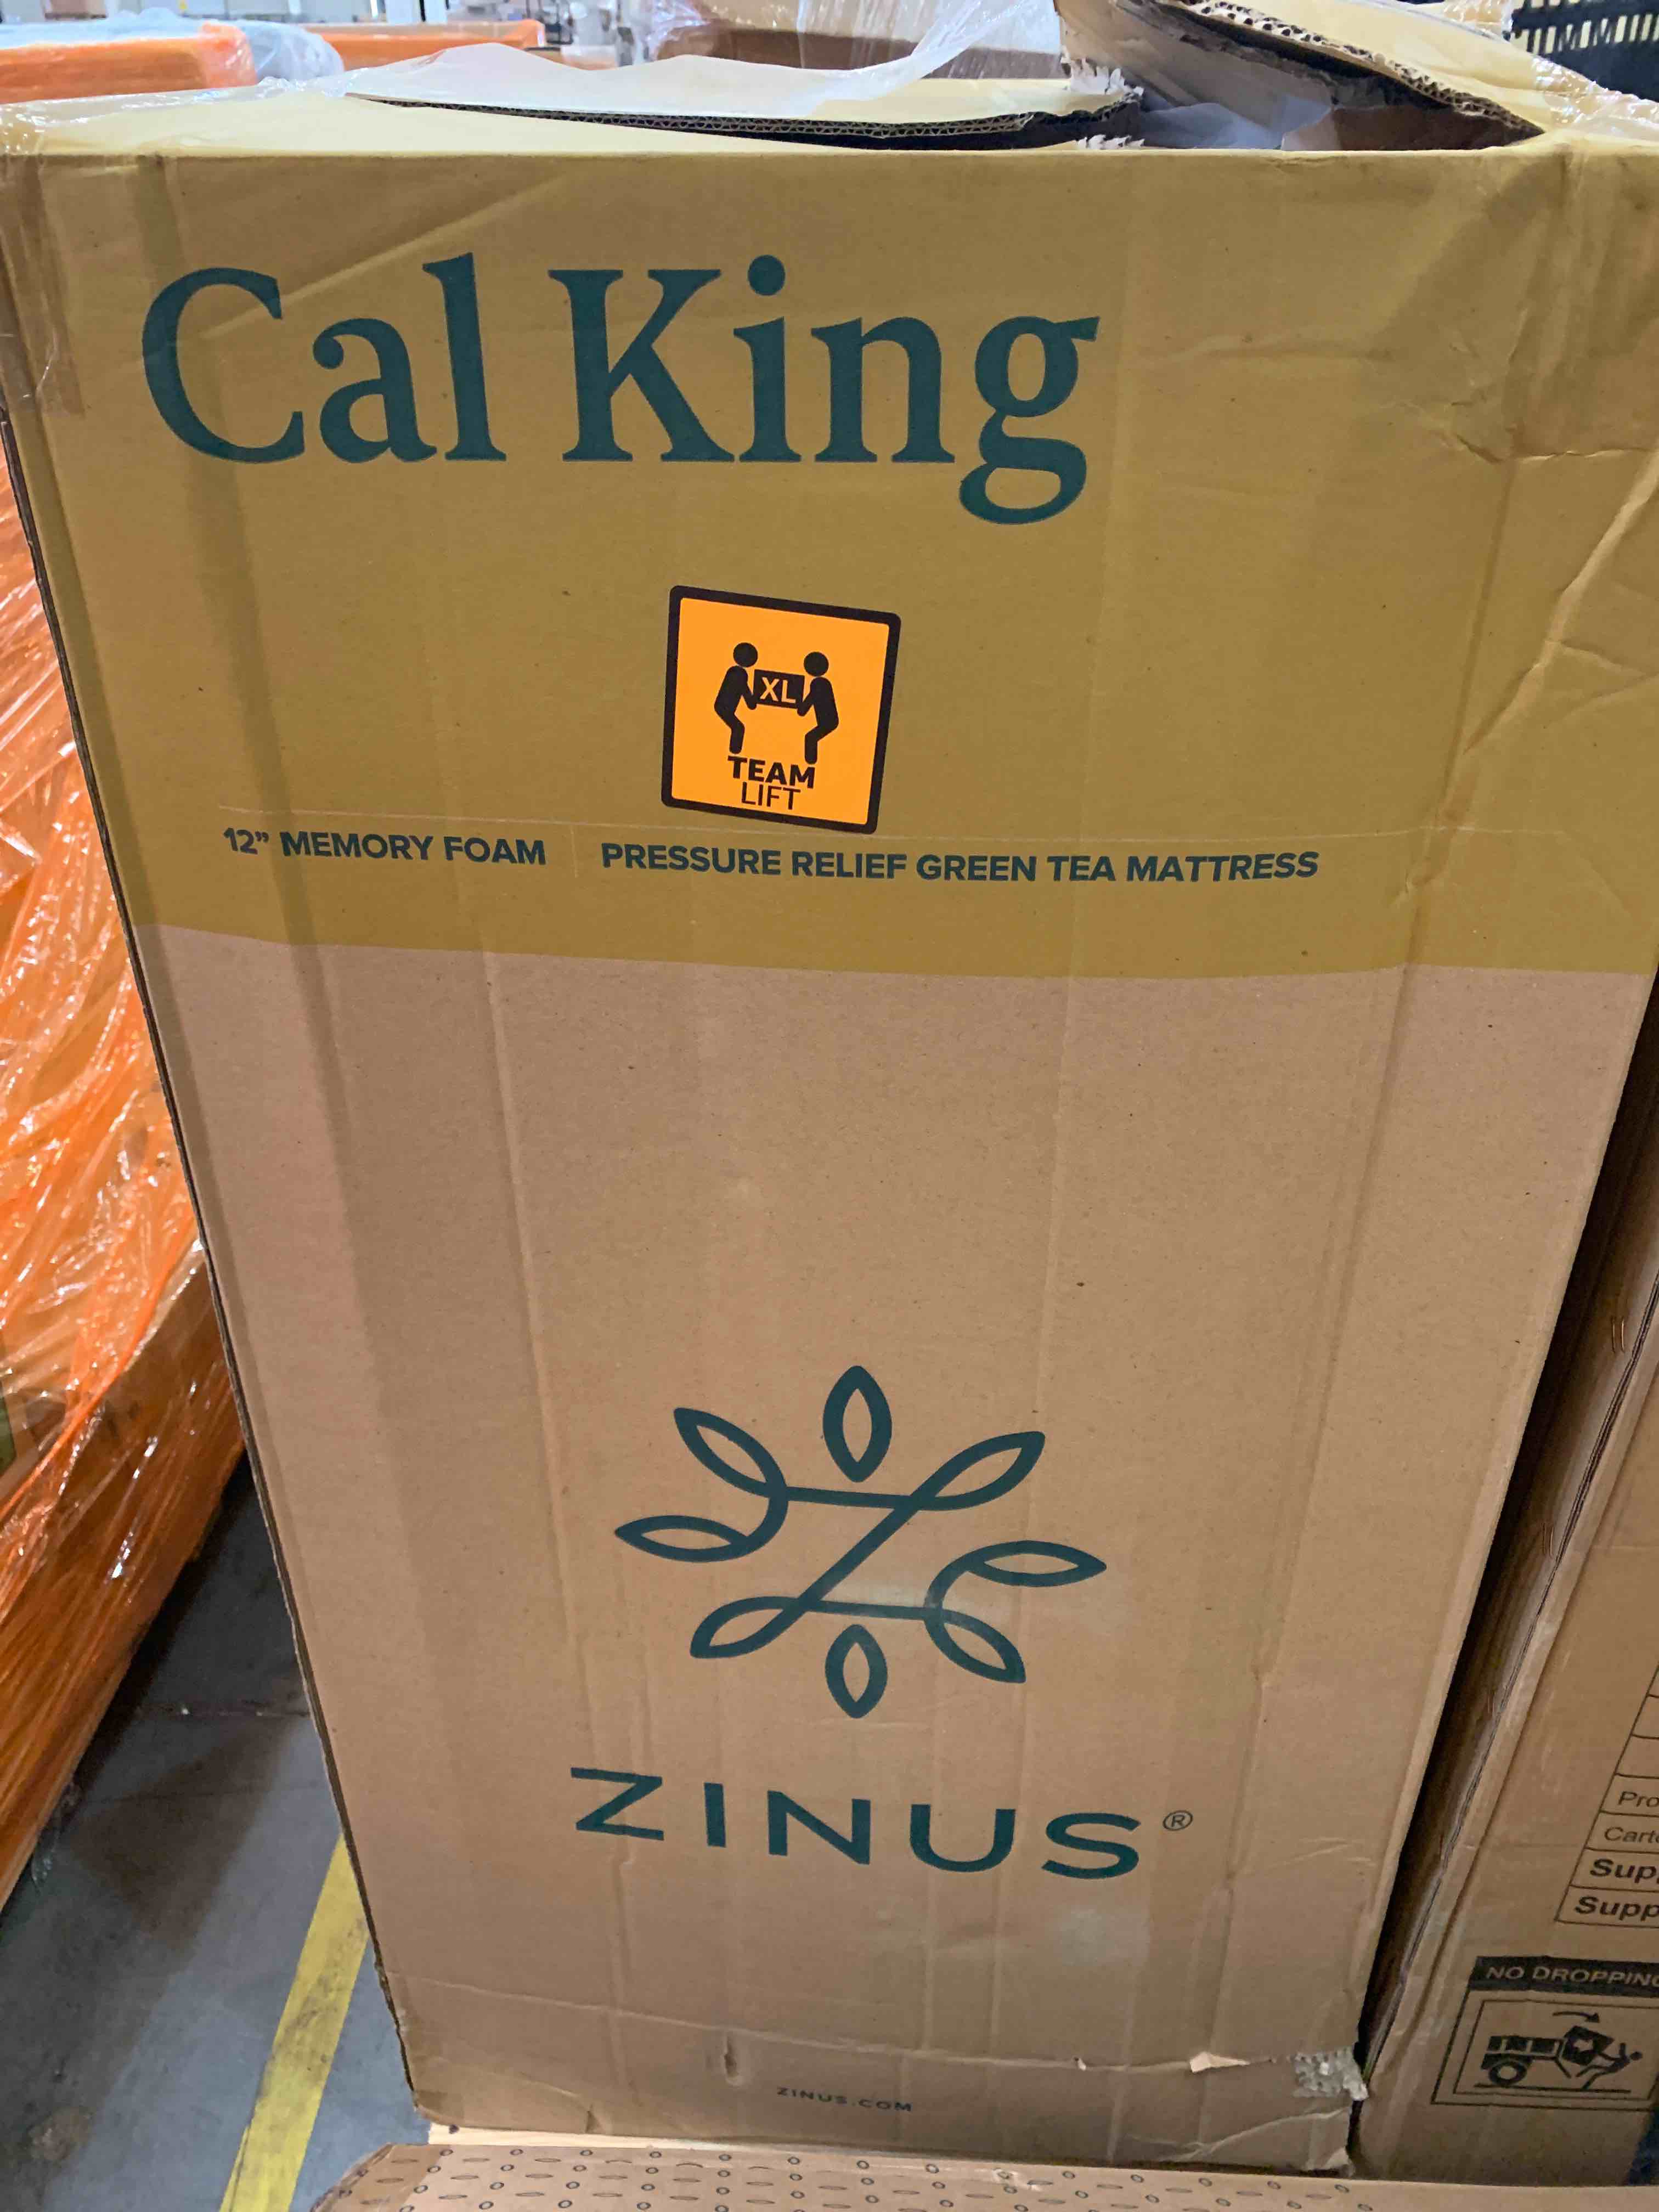 Cal King
XL
TEAM
LIFT
12” MEMORY FOAM PRESSURE RELIEF GREEN TEA MATTRESS
ZINUS®
ZINUS.COM
NO DROPPING